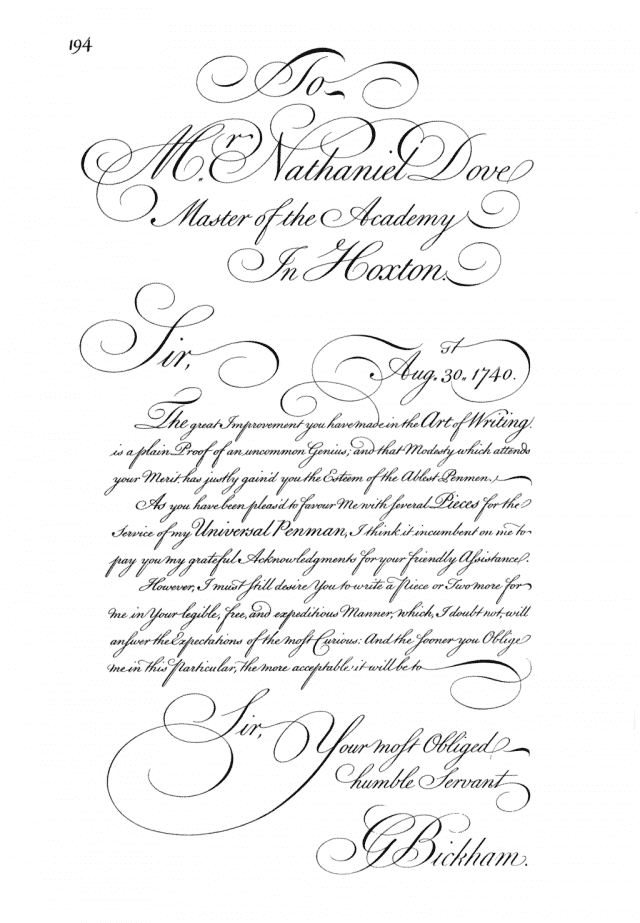 194
To
Mr. Nathaniel Dove
Master of the Academy
In Hoxton.
Sir,
Aug. 30st, 1740.
The great Improvement you have made in the Art of Writing,
is a plain Proof of an uncommon Genius; and that Modesty which attends
your Merit, has justly gain'd you the Esteem of the Ablest Penmen.
As you have been pleas'd to favour Me with ſeveral Pieces for the
Service of my Universal Penman, I think it incumbent on me to
pay you my grateful Acknowledgments for your friendly Aſsistance.
However, I must ſtill desire You to write a Piece or Two more for
me in Your legible, free, and expeditious Manner, which, I doubt not, will
anſwer the Expectations of the moſt Curious: And the ſooner you Oblige
me in this Particular, the more acceptable it will be to
Sir,
Your moſt Obliged
humble Servant
G Bickham.